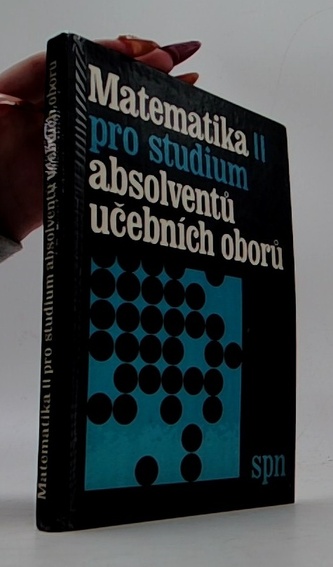 Matematika II
pro studium
absolventů
učebních oborů
spn
Matematika II pro studium absolventů učebních oborů